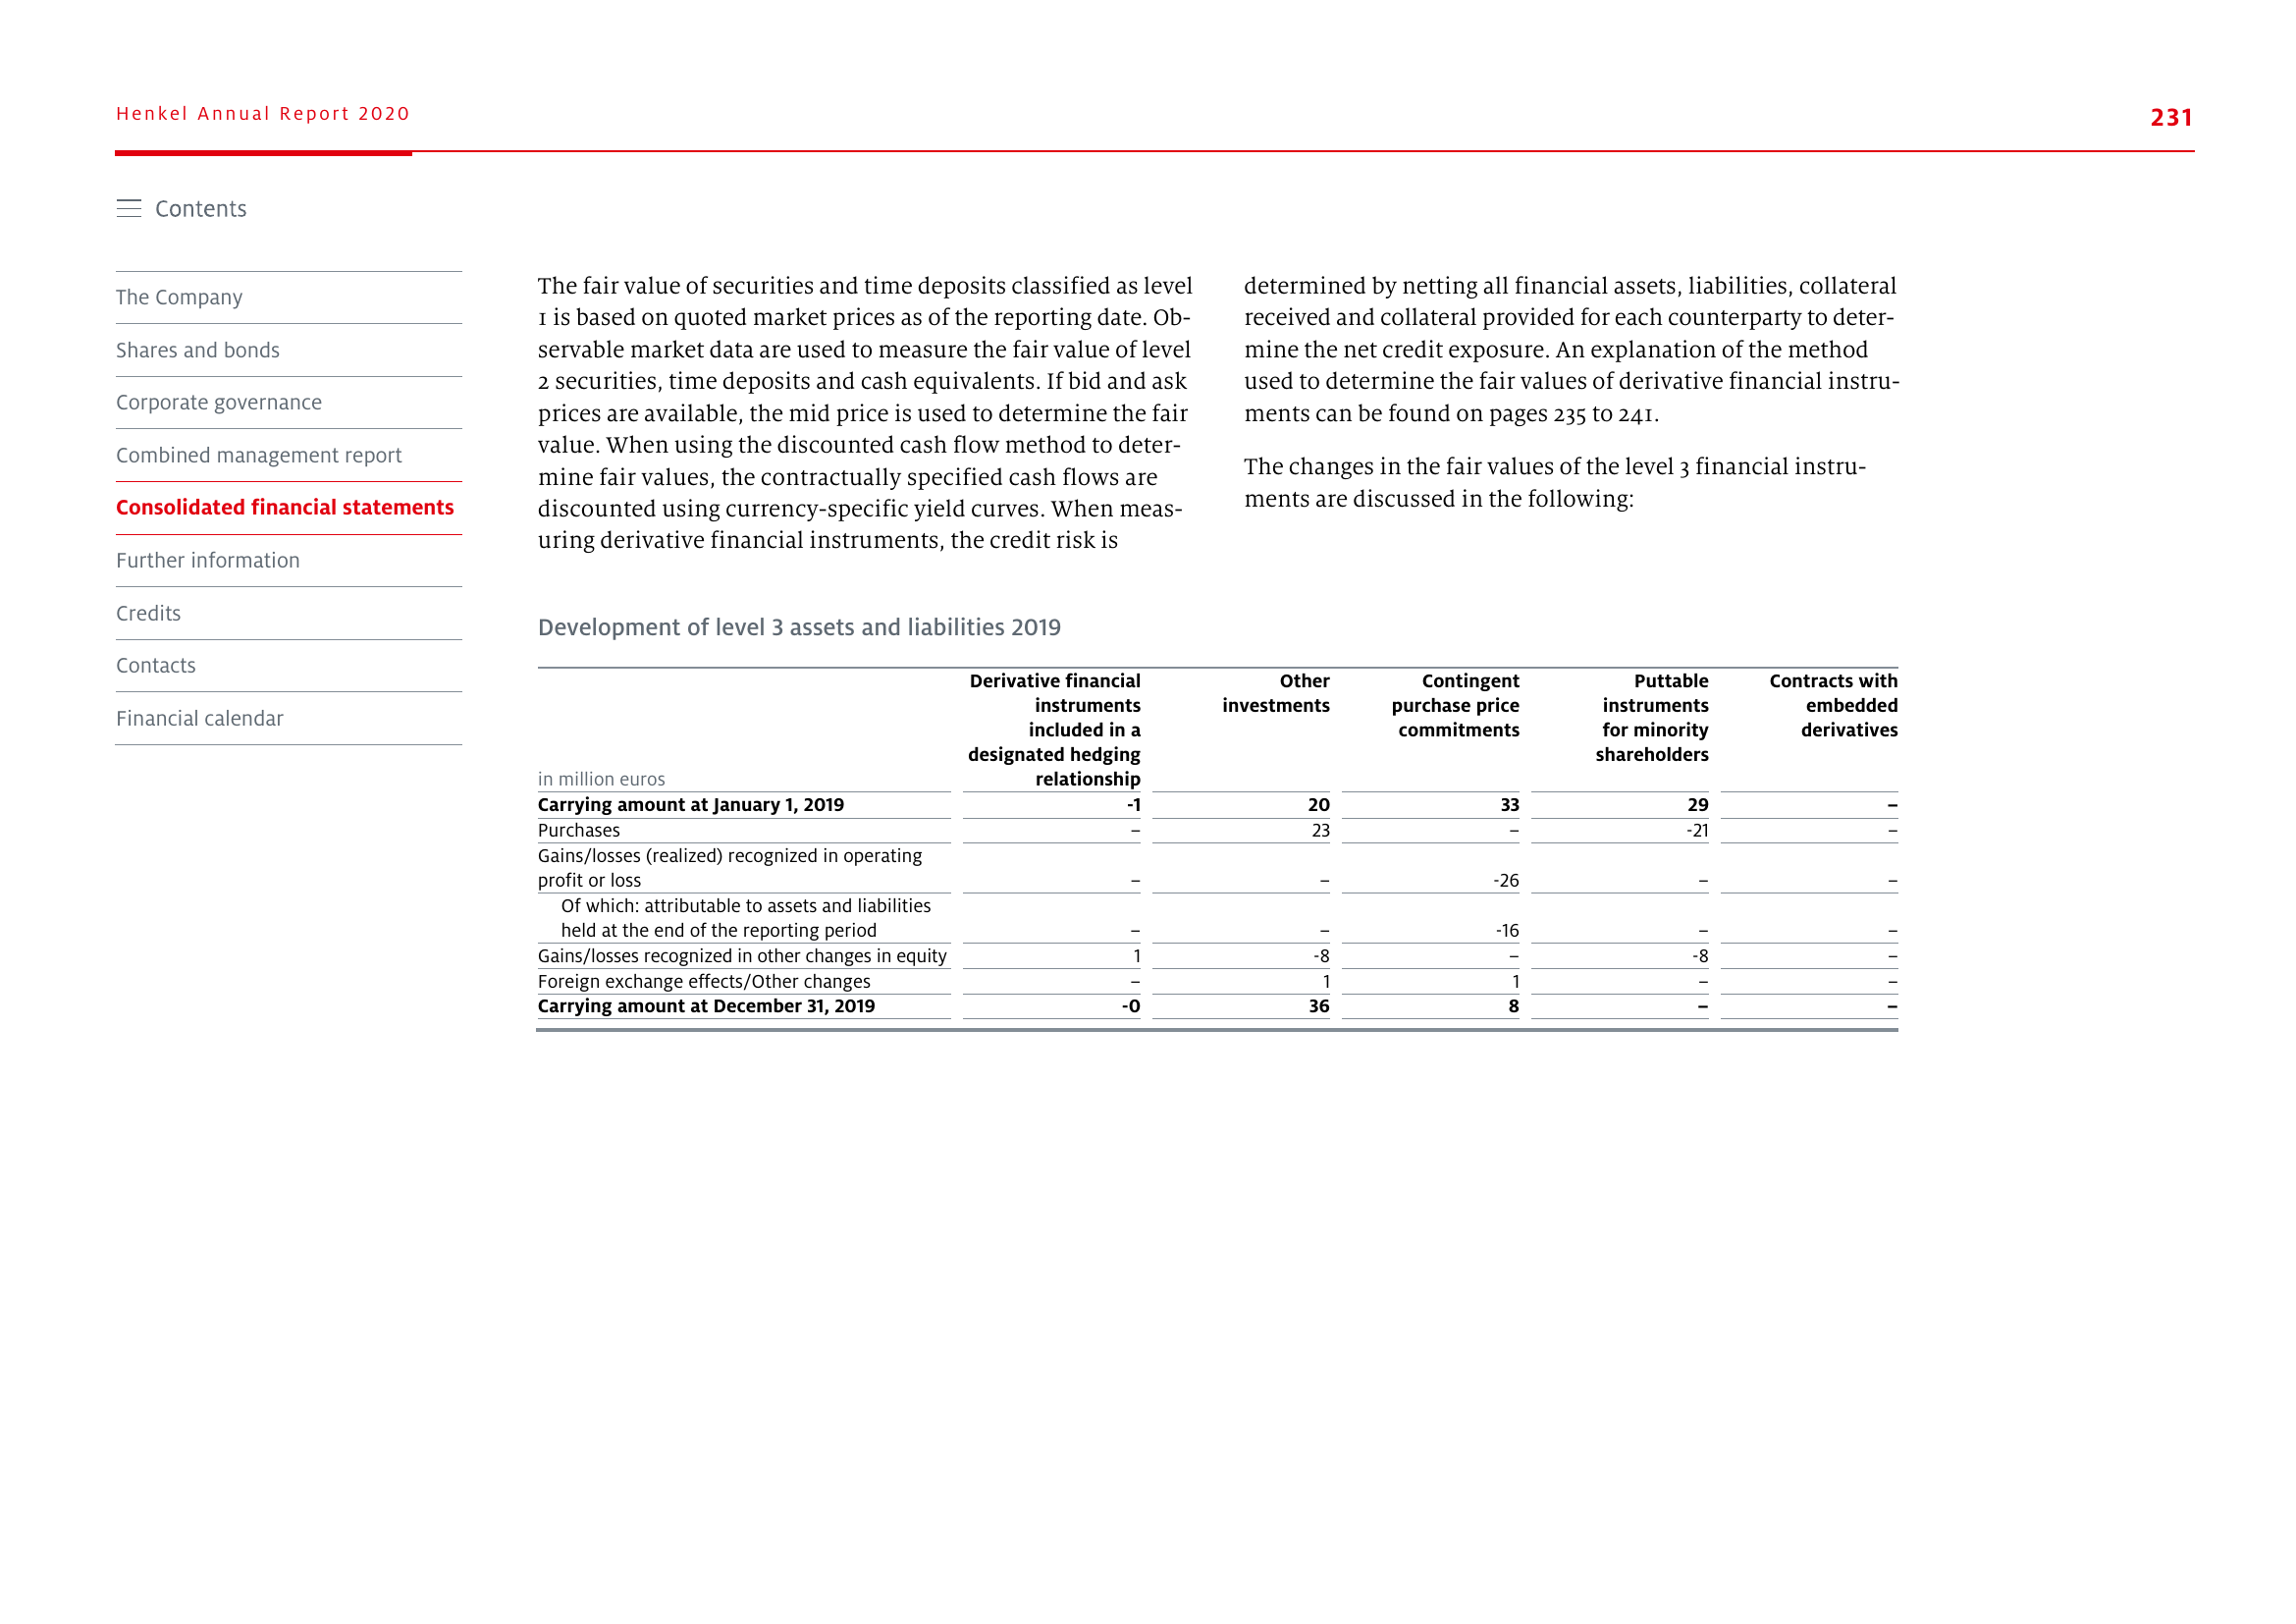 Henkel Annual Report 2020
231
Contents
The Company
Shares and bonds
Corporate governance
Combined management report
Consolidated financial statements
Further information
Credits
Contacts
Financial calendar
The fair value of securities and time deposits classified as level
1 is based on quoted market prices as of the reporting date. Ob-
servable market data are used to measure the fair value of level
2 securities, time deposits and cash equivalents. If bid and ask
prices are available, the mid price is used to determine the fair
value. When using the discounted cash flow method to deter-
mine fair values, the contractually specified cash flows are
discounted using currency-specific yield curves. When meas-
uring derivative financial instruments, the credit risk is
determined by netting all financial assets, liabilities, collateral
received and collateral provided for each counterparty to deter-
mine the net credit exposure. An explanation of the method
used to determine the fair values of derivative financial instru-
ments can be found on pages 235 to 241.
The changes in the fair values of the level 3 financial instru-
ments are discussed in the following:
Development of level 3 assets and liabilities 2019
Derivative financial Other Contingent Puttable Contracts with
instruments investments purchase price instruments embedded
included in a commitments for minority derivatives
designated hedging shareholders
in million euros relationship
Carrying amount at January 1, 2019 -1 20 33 29 –
Purchases – 23 – -21 –
Gains/losses (realized) recognized in operating
profit or loss – – -26 – –
Of which: attributable to assets and liabilities
held at the end of the reporting period – – -16 – –
Gains/losses recognized in other changes in equity 1 -8 – -8 –
Foreign exchange effects/Other changes – 1 1 – –
Carrying amount at December 31, 2019 -0 36 8 – –